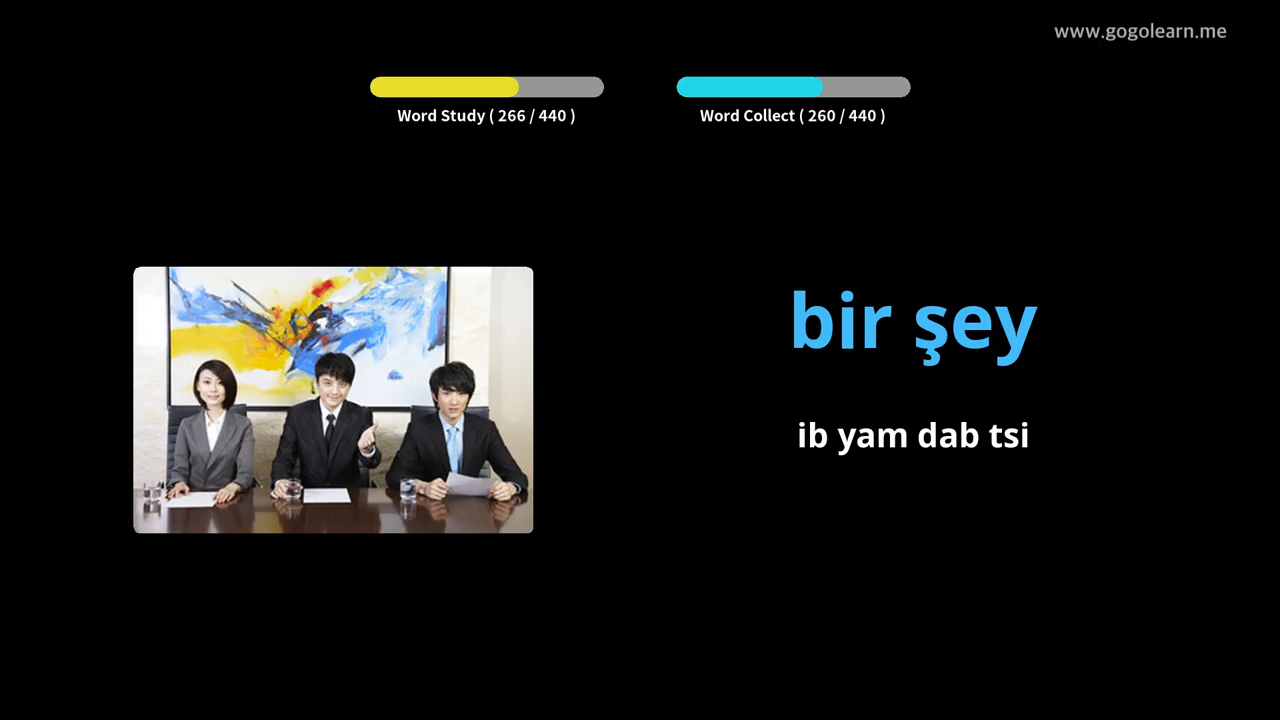 www.gogolearn.me
Word Study ( 266 / 440 )
Word Collect ( 260 / 440 )
bir şey
ib yam dab tsi